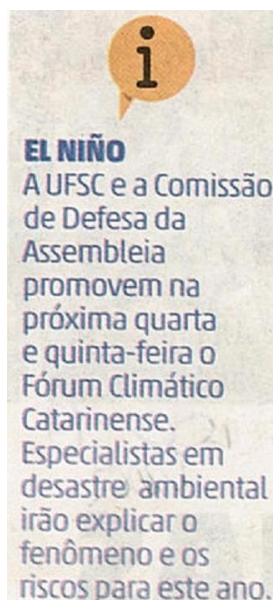 i
EL NIÑO
A UFSC e a Comissão
de Defesa da
Assembleia
promovem na
próxima quarta
e quinta-feira o
Fórum Climático
Catarinense.
Especialistas em
desastre ambiental
irão explicar o
fenômeno e os
riscos para este ano.